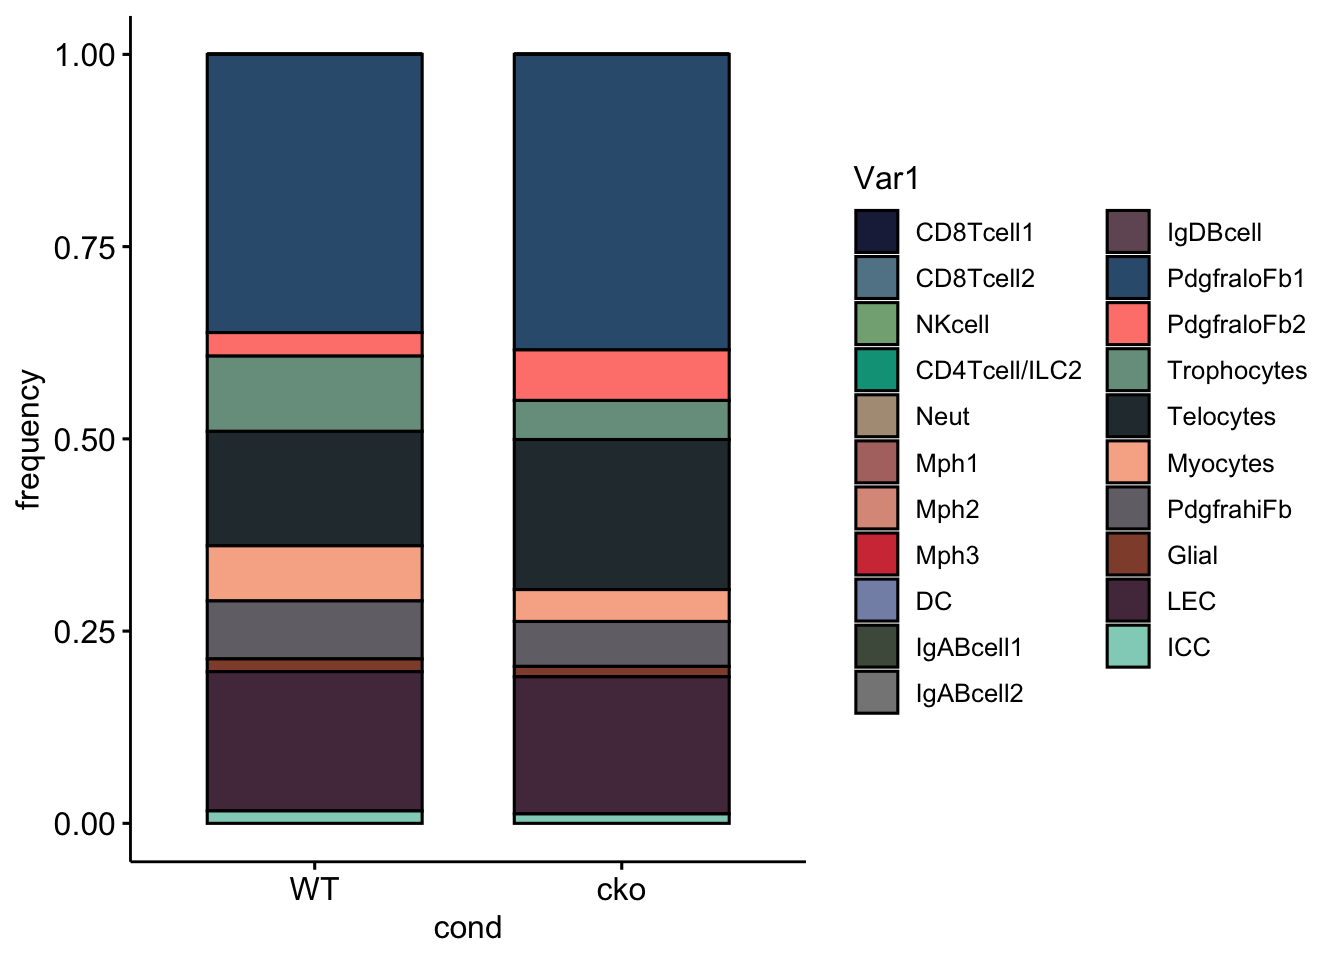 1.00
0.75
0.50
0.25
0.00
frequency
WT
cko
cond
Var1
CD8Tcell1
CD8Tcell2
NKcell
CD4Tcell/ILC2
Neut
Mph1
Mph2
Mph3
DC
IgABcell1
IgABcell2
IgDBcell
PdgfraloFb1
PdgfraloFb2
Trophocytes
Telocytes
Myocytes
PdgfrahiFb
Glial
LEC
ICC